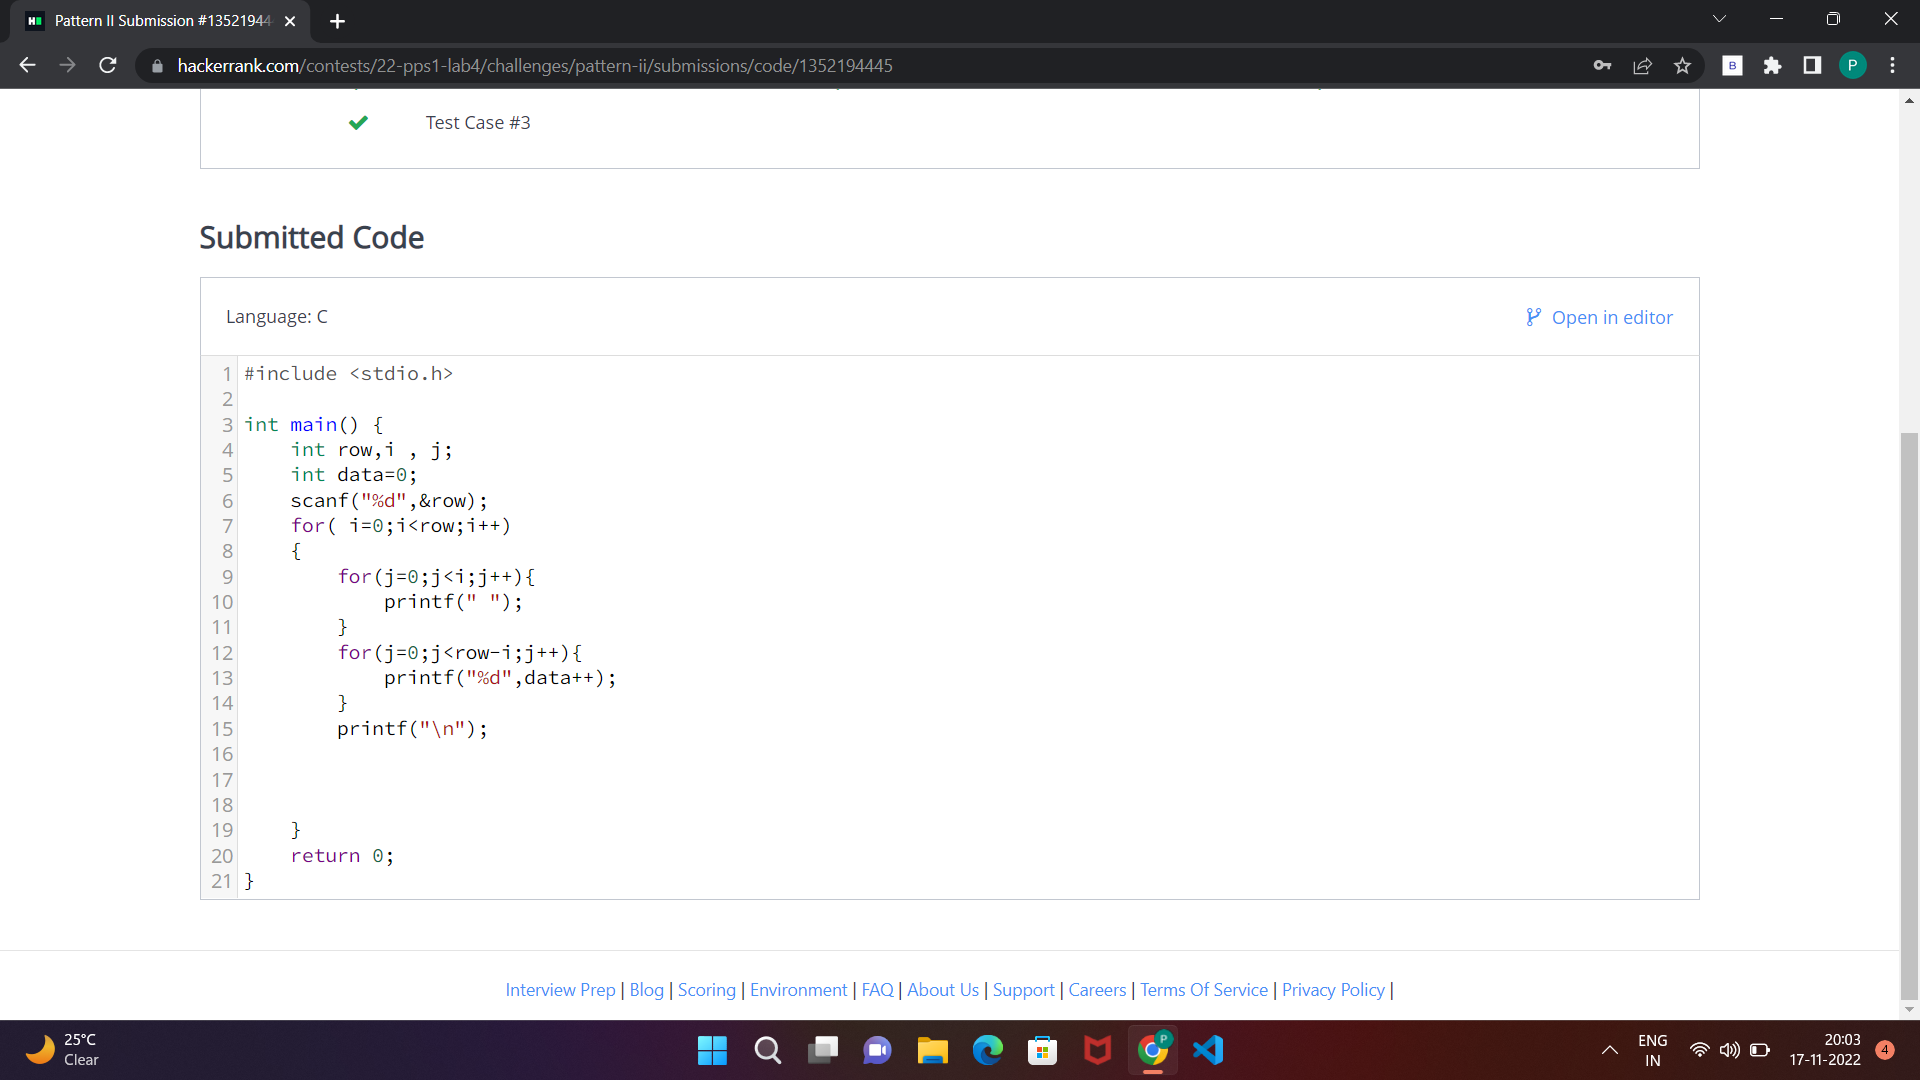 Pattern II Submission #13521944
hackerrank.com/contests/22-pps1-lab4/challenges/pattern-ii/submissions/code/1352194445
B
P
Test Case #3
Submitted Code
Language: C
Open in editor
1 #include <stdio.h>
2
3 int main() {
4     int row,i , j;
5     int data=0;
6     scanf("%d",&row);
7     for( i=0;i<row;i++)
8     {
9         for(j=0;j<i;j++){
10             printf(" ");
11         }
12         for(j=0;j<row-i;j++){
13             printf("%d",data++);
14         }
15         printf("\n");
16
17
18
19     }
20     return 0;
21 }
Interview Prep | Blog | Scoring | Environment | FAQ | About Us | Support | Careers | Terms Of Service | Privacy Policy |
25°C
Clear
P
ENG
IN
20:03
17-11-2022
4